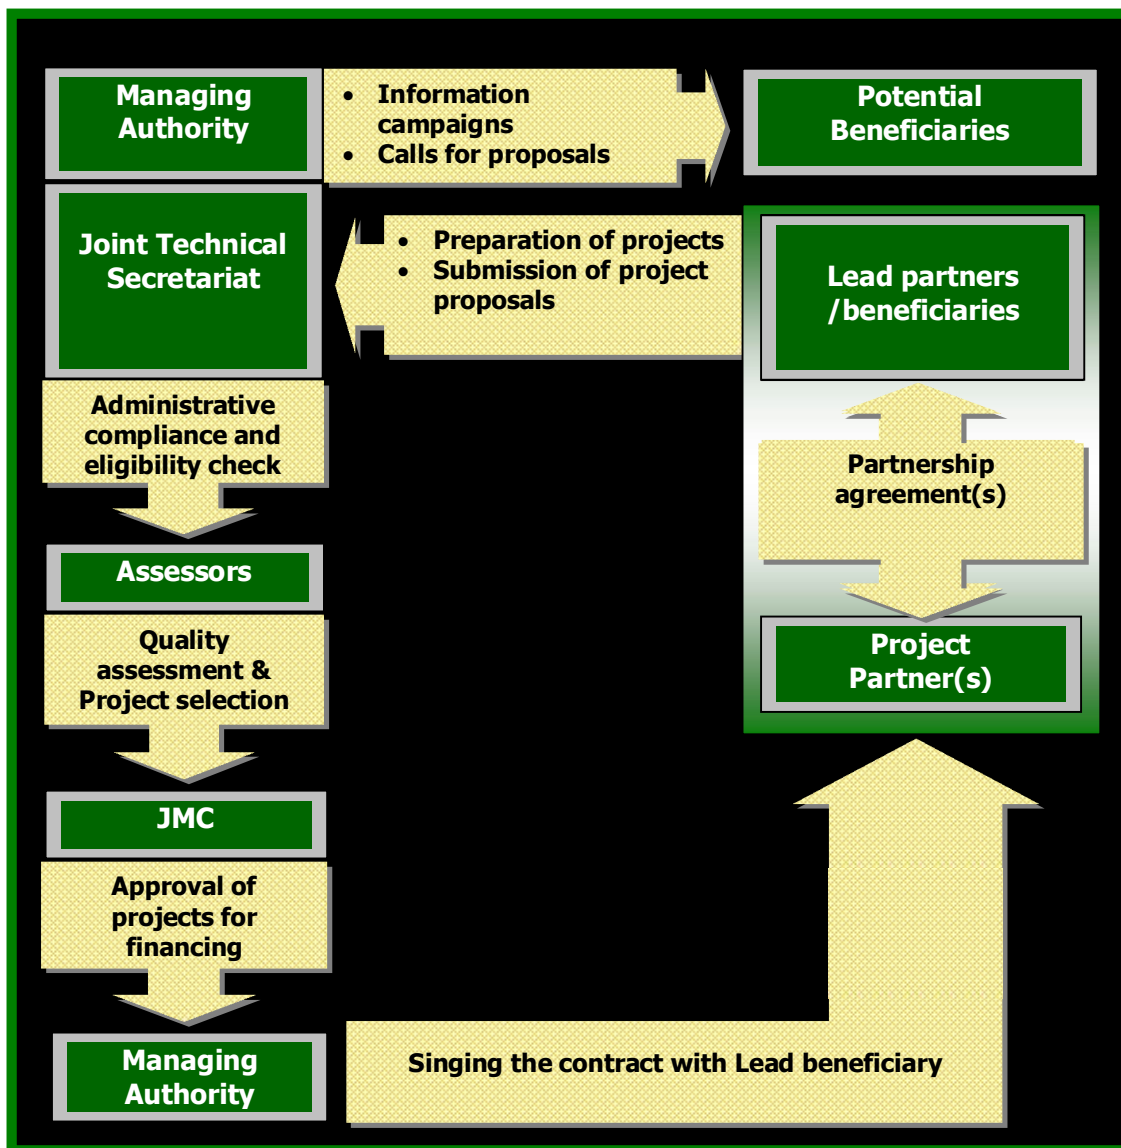 Managing
Authority
• Information
campaigns
• Calls for proposals
Potential
Beneficiaries
Joint Technical
Secretariat
• Preparation of projects
• Submission of project
proposals
Lead partners
/beneficiaries
Administrative
compliance and
eligibility check
Partnership
agreement(s)
Assessors
Quality
assessment &
Project selection
Project
Partner(s)
JMC
Approval of
projects for
financing
Managing
Authority
Singing the contract with Lead beneficiary